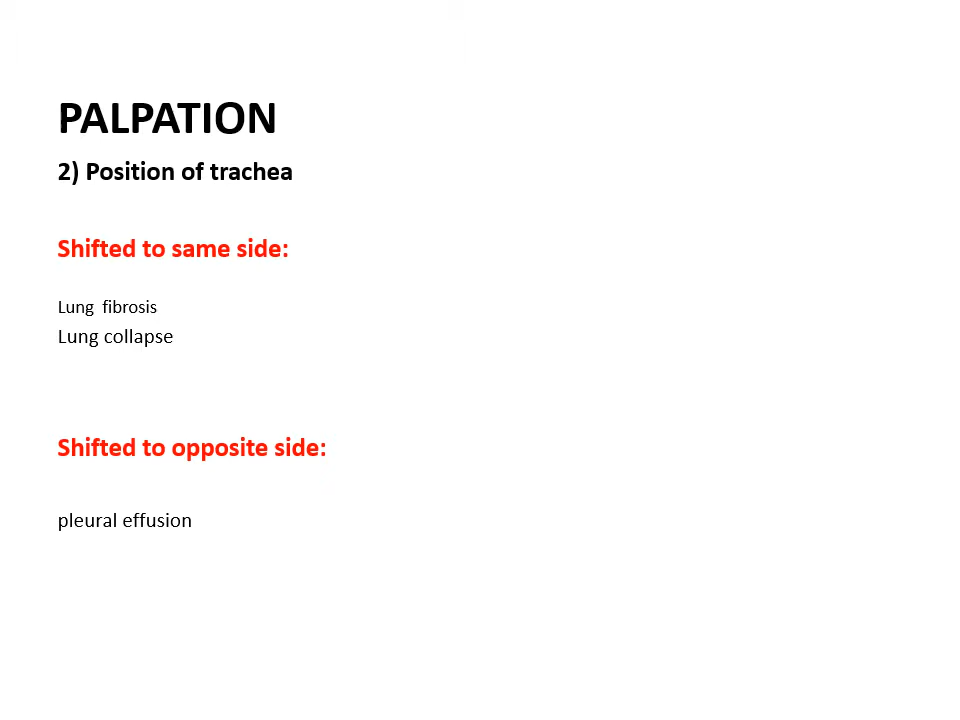 PALPATION
2) Position of trachea
Shifted to same side:
Lung fibrosis
Lung collapse
Shifted to opposite side:
pleural effusion